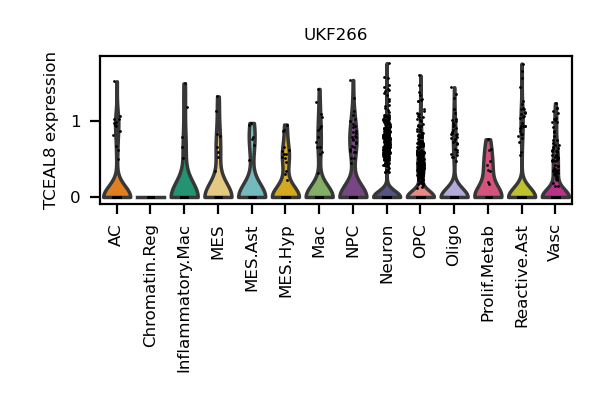 UKF266
TCEAL8 expression
1
0
AC
Chromatin.Reg
Inflammatory.Mac
MES
MES.Ast
MES.Hyp
Mac
NPC
Neuron
OPC
Oligo
Prolif.Metab
Reactive.Ast
Vasc